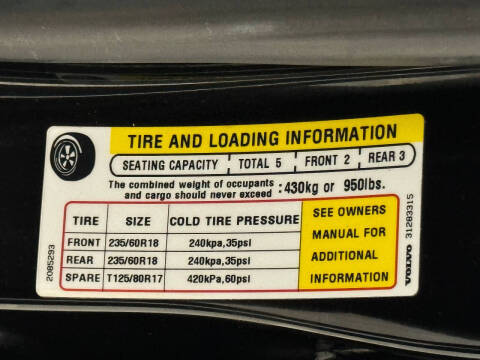 TIRE AND LOADING INFORMATION
SEATING CAPACITY TOTAL 5 FRONT 2 REAR 3
The combined weight of occupants
and cargo should never exceed :430kg or 950lbs.
TIRE SIZE COLD TIRE PRESSURE
FRONT 235/60R18 240kpa,35psi
REAR 235/60R18 240kpa,35psi
SPARE T125/80R17 420kPa,60psi
SEE OWNERS
MANUAL FOR
ADDITIONAL
INFORMATION
2085293
VOLVO 31283315